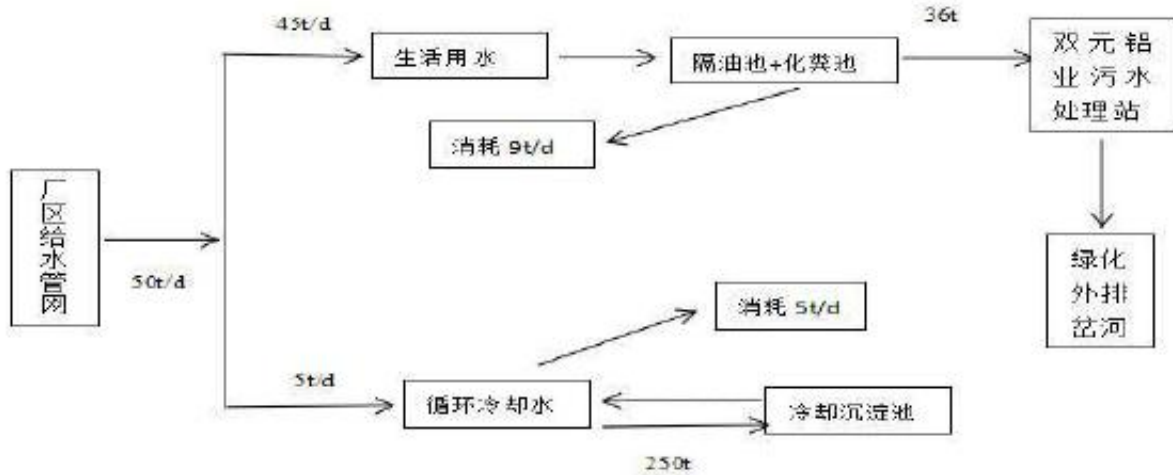 45t/d
36t
生活用水
隔油池+化粪池
双元铝
业污水
处理站
消耗 9t/d
厂
区
给
水
管
网
50t/d
绿化
外排
岔河
消耗 5t/d
5t/d
循环冷却水
冷却沉淀池
250t